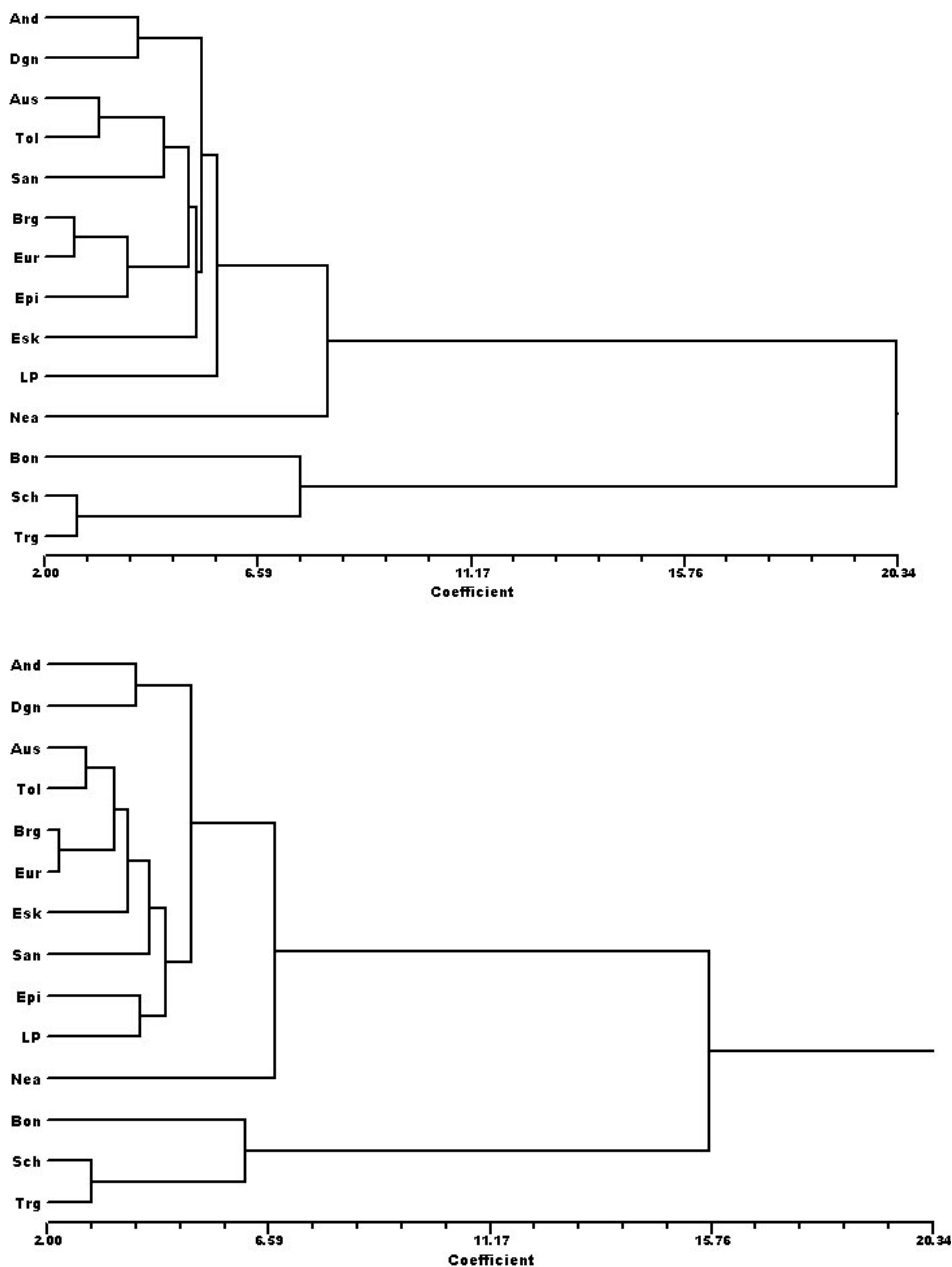 And
Dgn
Aus
Tol
San
Brg
Eur
Epi
Esk
LP
Nea
Bon
Sch
Trg
2.00 6.59 11.17 15.76 20.34
Coefficient
And
Dgn
Aus
Tol
Brg
Eur
Esk
San
Epi
LP
Nea
Bon
Sch
Trg
2.00 6.59 11.17 15.76 20.34
Coefficient